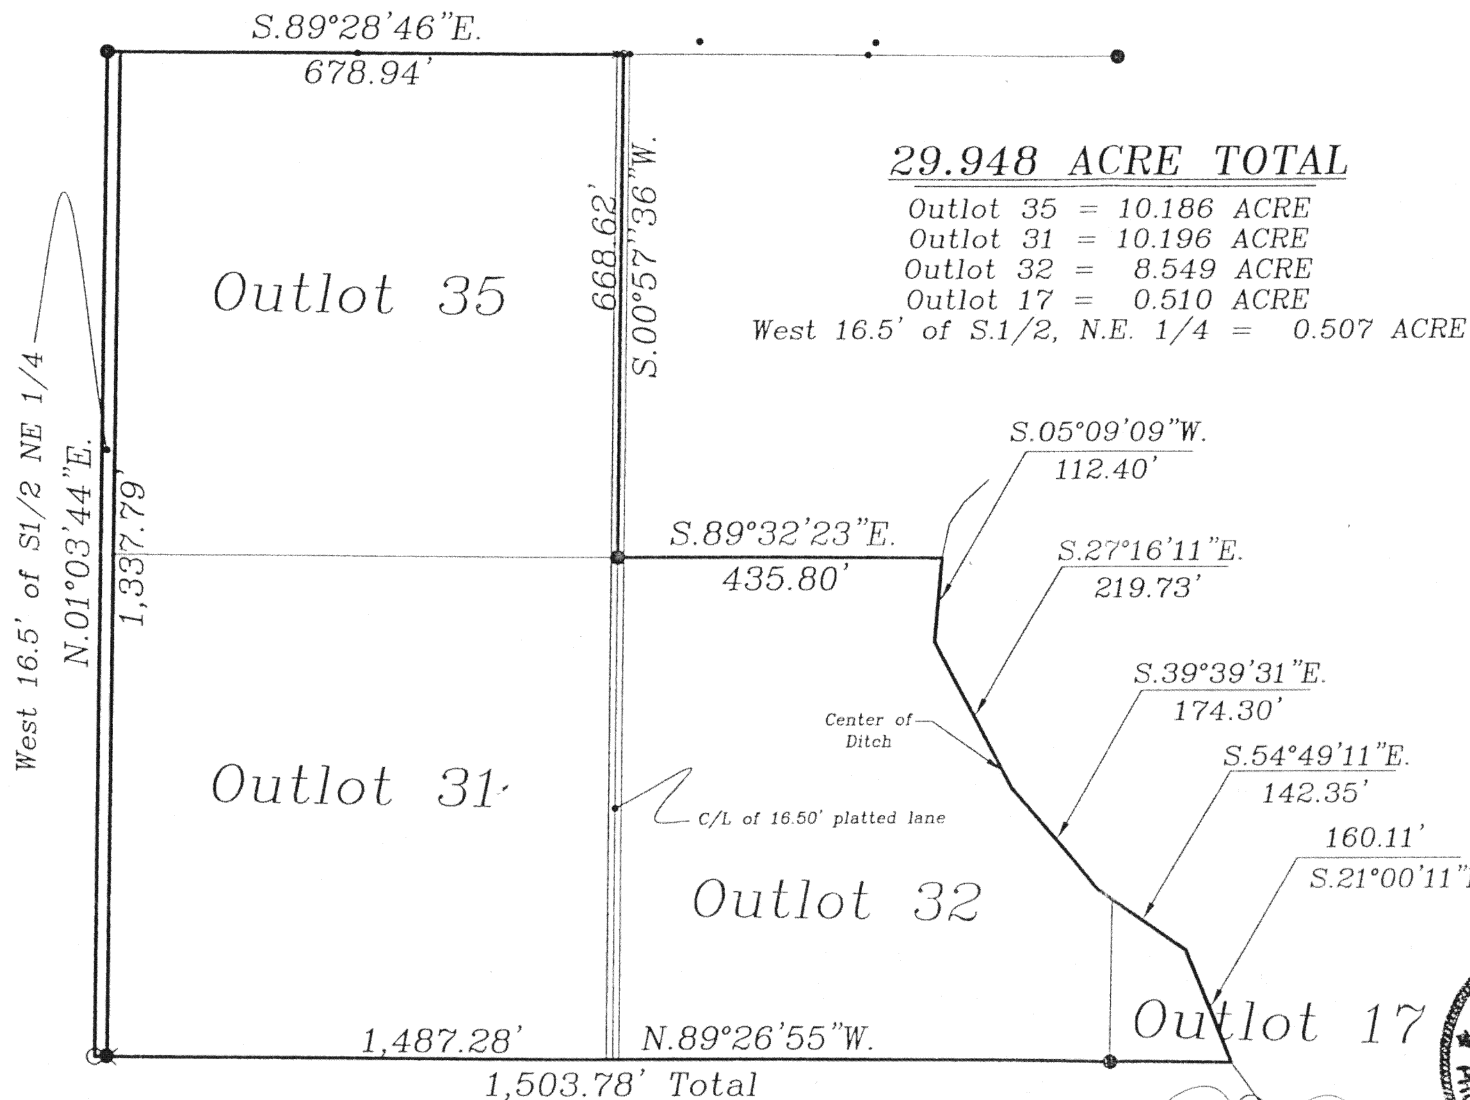 S.89°28'46"E.
678.94'
29.948 ACRE TOTAL
Outlot 35 = 10.186 ACRE
Outlot 31 = 10.196 ACRE
Outlot 32 = 8.549 ACRE
Outlot 17 = 0.510 ACRE
West 16.5' of S.1/2, N.E. 1/4 = 0.507 ACRE
668.62'
S.00°57'36"W.
Outlot 35
West 16.5' of S1/2 NE 1/4
N.01°03'44"E.
1,337.79'
S.05°09'09"W.
112.40'
S.89°32'23"E.
435.80'
S.27°16'11"E.
219.73'
S.39°39'31"E.
174.30'
Center of
Ditch
S.54°49'11"E.
142.35'
Outlot 31
C/L of 16.50' platted lane
160.11'
S.21°00'11"
Outlot 32
Outlot 17
1,487.28'
N.89°26'55"W.
1,503.78' Total